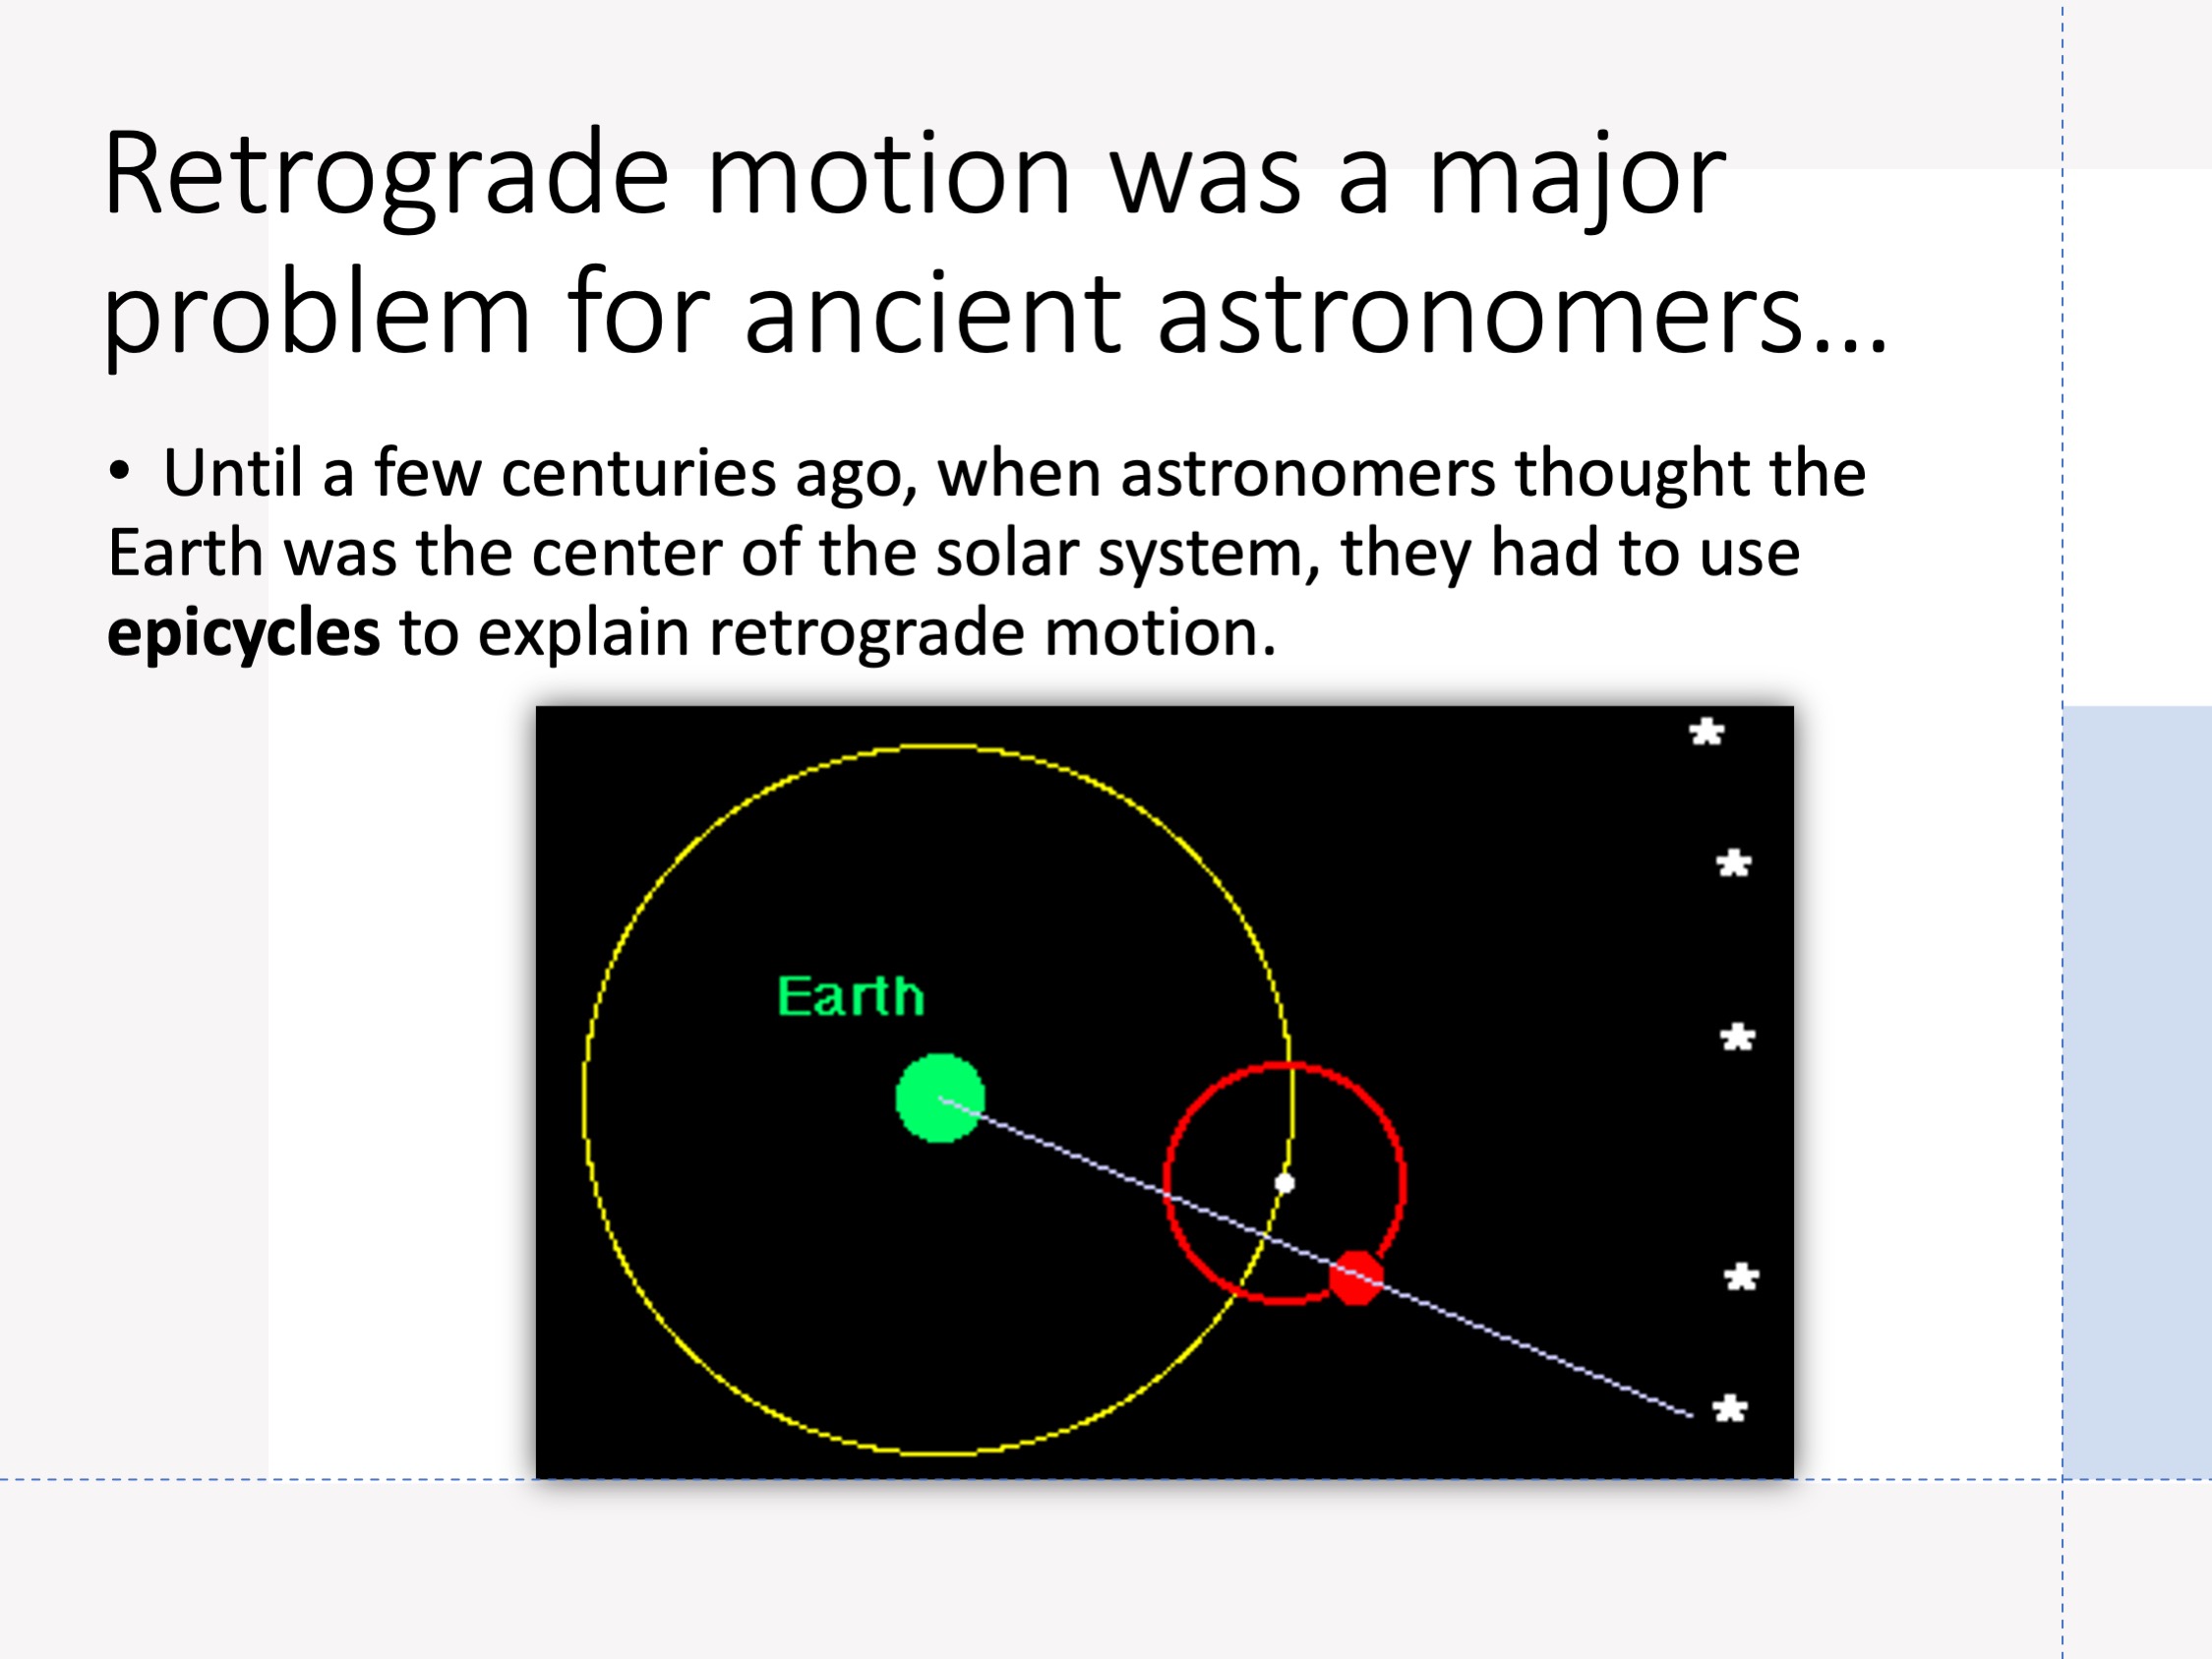 Retrograde motion was a major
problem for ancient astronomers…
• Until a few centuries ago, when astronomers thought the
Earth was the center of the solar system, they had to use
epicycles to explain retrograde motion.
Earth